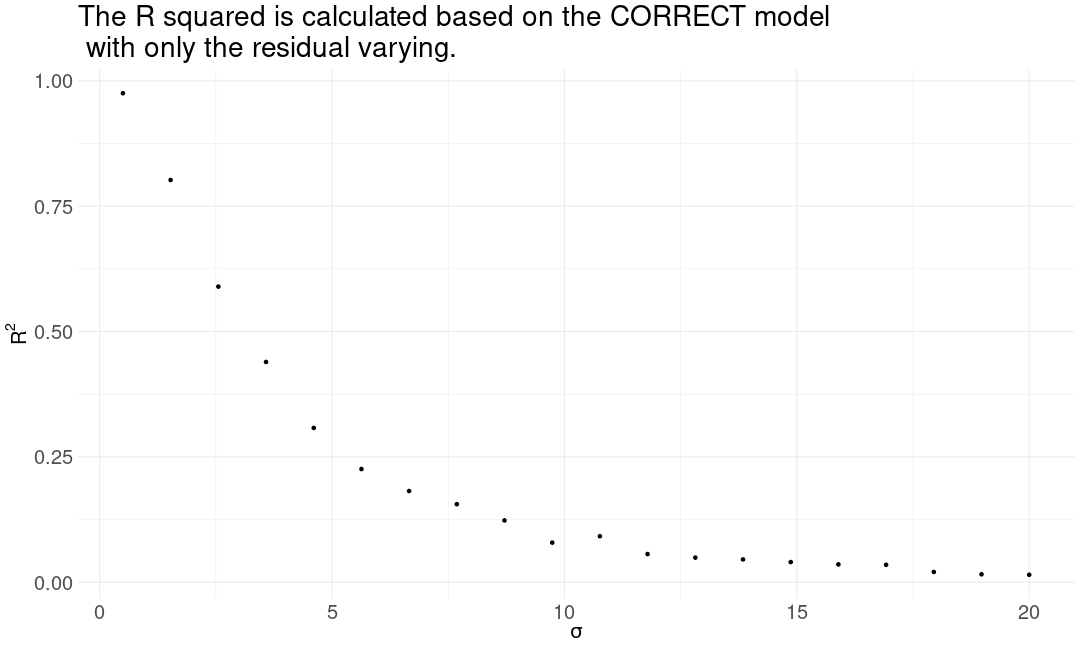 The R squared is calculated based on the CORRECT model
with only the residual varying.
1.00
0.75
0.50
0.25
0.00
R²
0 5 10 15 20
σ